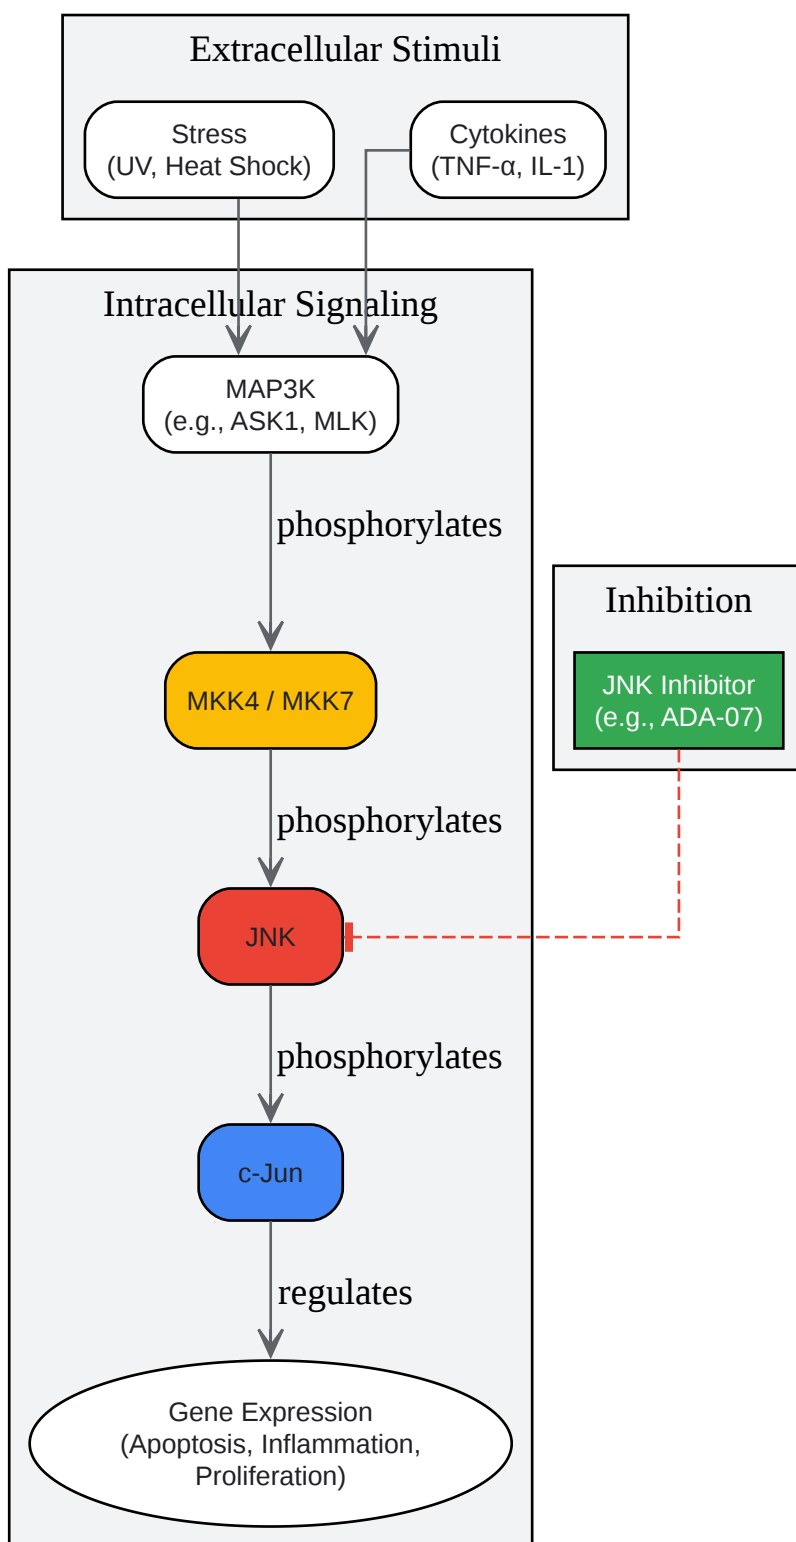 Extracellular Stimuli
Stress
(UV, Heat Shock)
Cytokines
(TNF-α, IL-1)
Intracellular Signaling
MAP3K
(e.g., ASK1, MLK)
phosphorylates
Inhibition
MKK4 / MKK7
JNK Inhibitor
(e.g., ADA-07)
phosphorylates
JNK
phosphorylates
c-Jun
regulates
Gene Expression
(Apoptosis, Inflammation,
Proliferation)